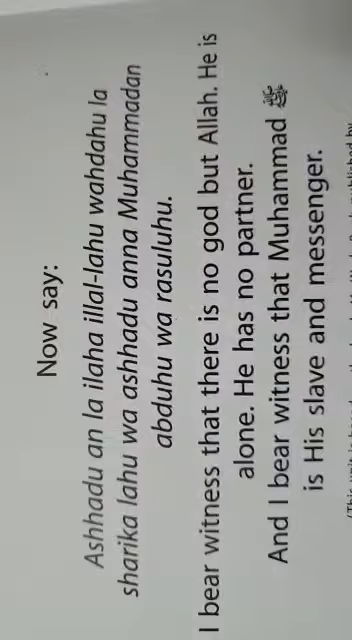 Now say:
Ashhadu an la ilaha illal-lahu wahdahu la
sharika lahu wa ashhadu anna Muhammadan
abduhu wa rasuluhu.
I bear witness that there is no god but Allah. He is
alone. He has no partner.
And I bear witness that Muhammad ﷺ
is His slave and messenger.